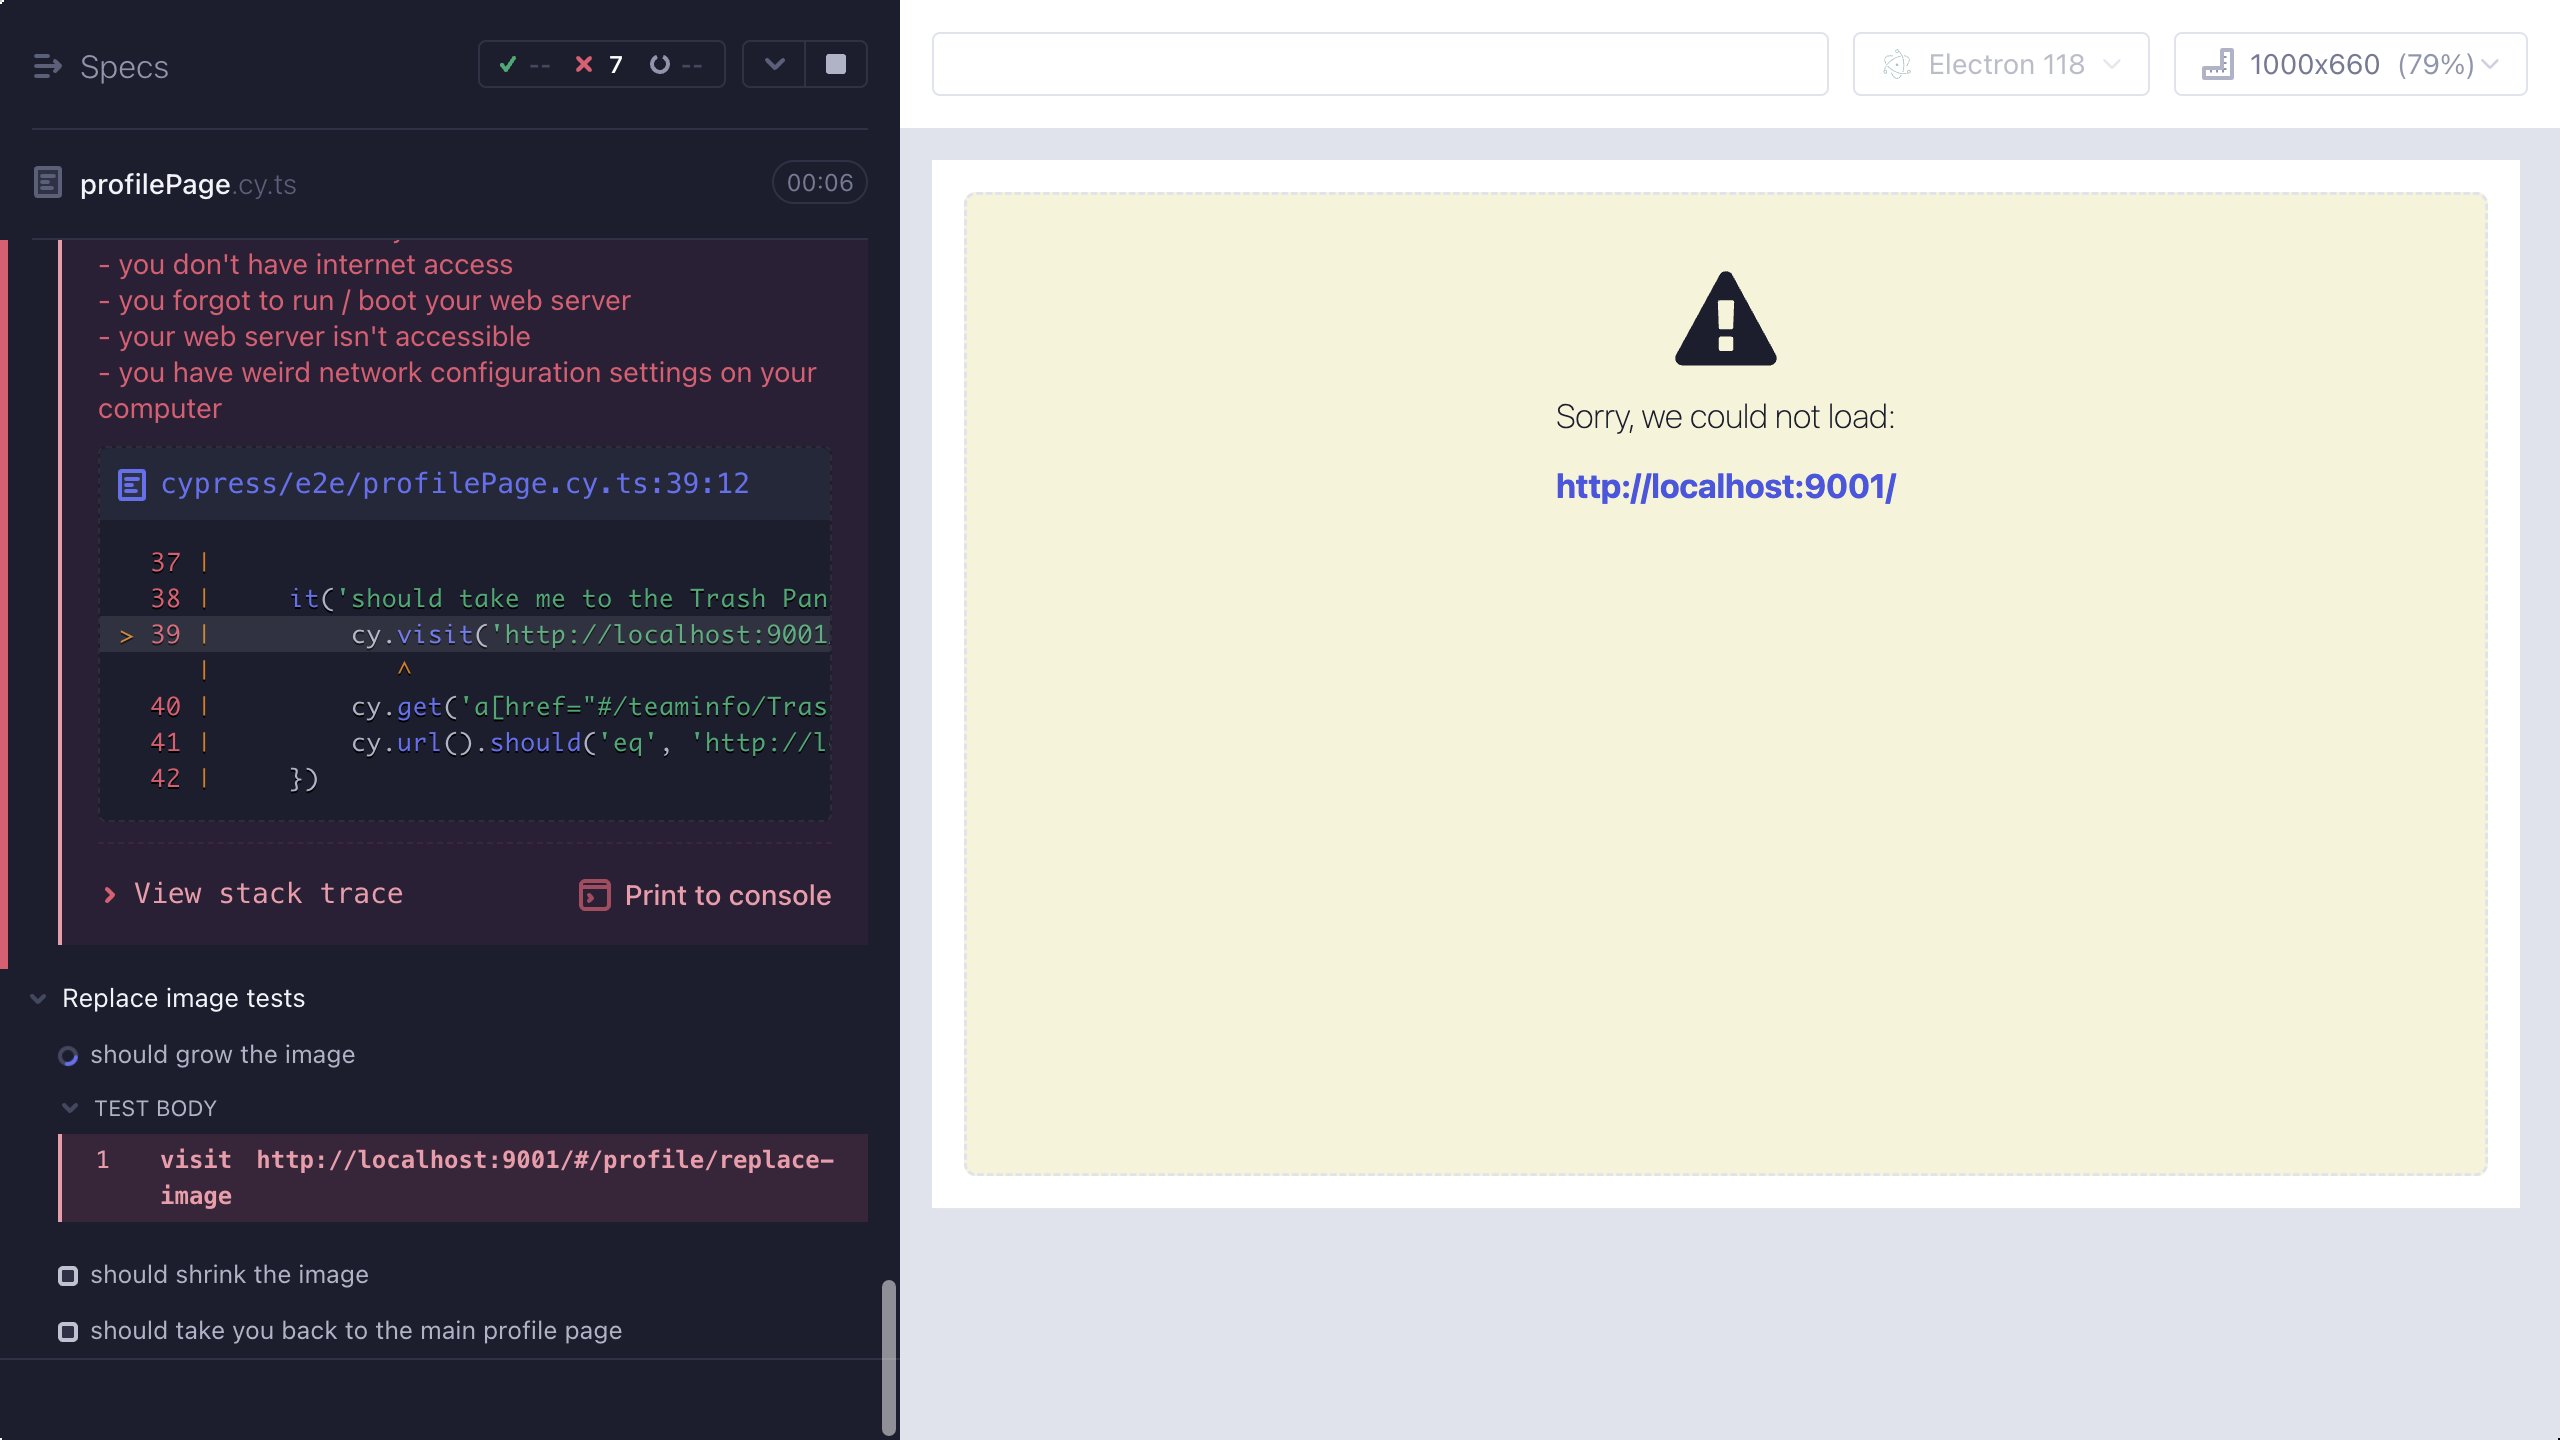 Specs
-- 7 --
profilePage.cy.ts
00:06
- you don't have internet access
- you forgot to run / boot your web server
- your web server isn't accessible
- you have weird network configuration settings on your
computer
cypress/e2e/profilePage.cy.ts:39:12
37 |
38 | it('should take me to the Trash Pan
> 39 | cy.visit('http://localhost:9001
| ^
40 | cy.get('a[href="#/teaminfo/Tras
41 | cy.url().should('eq', 'http://l
42 | })
View stack trace
Print to console
Replace image tests
should grow the image
TEST BODY
1 visit http://localhost:9001/#/profile/replace-
image
should shrink the image
should take you back to the main profile page
Electron 118
1000x660 (79%)
Sorry, we could not load:
http://localhost:9001/